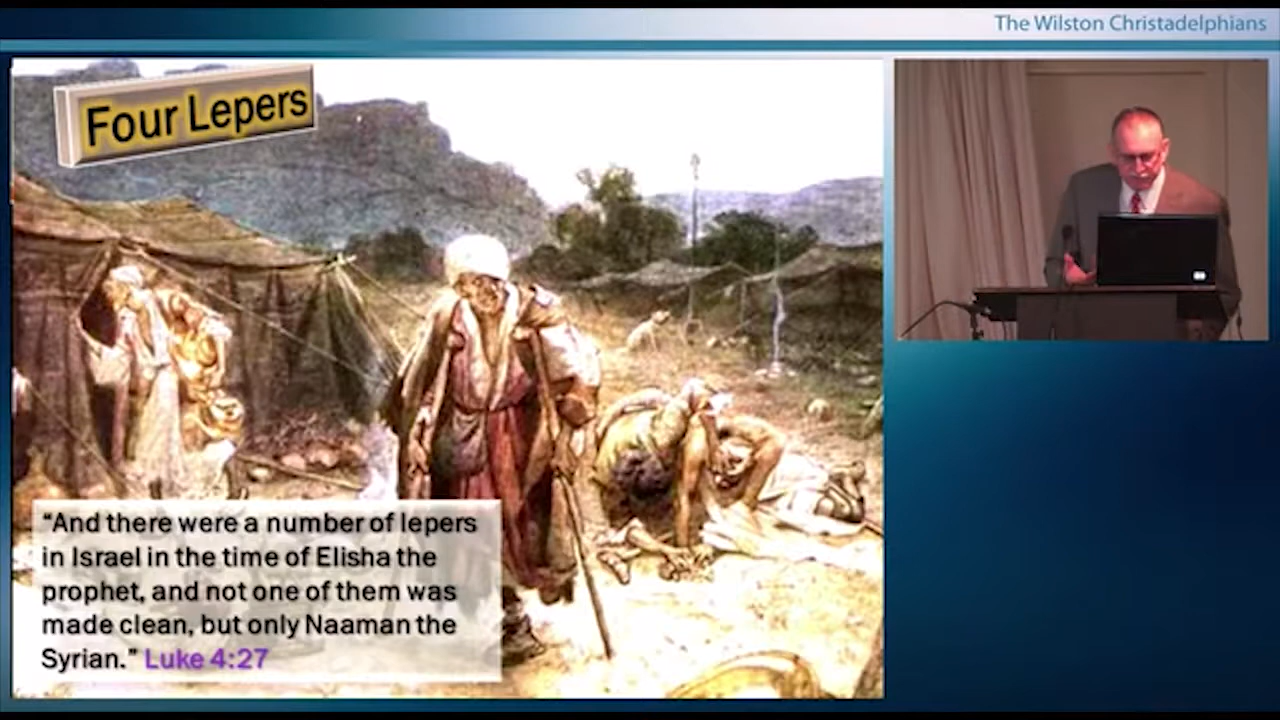 The Wilston Christadelphians
Four Lepers
“And there were a number of lepers
in Israel in the time of Elisha the
prophet, and not one of them was
made clean, but only Naaman the
Syrian.” Luke 4:27